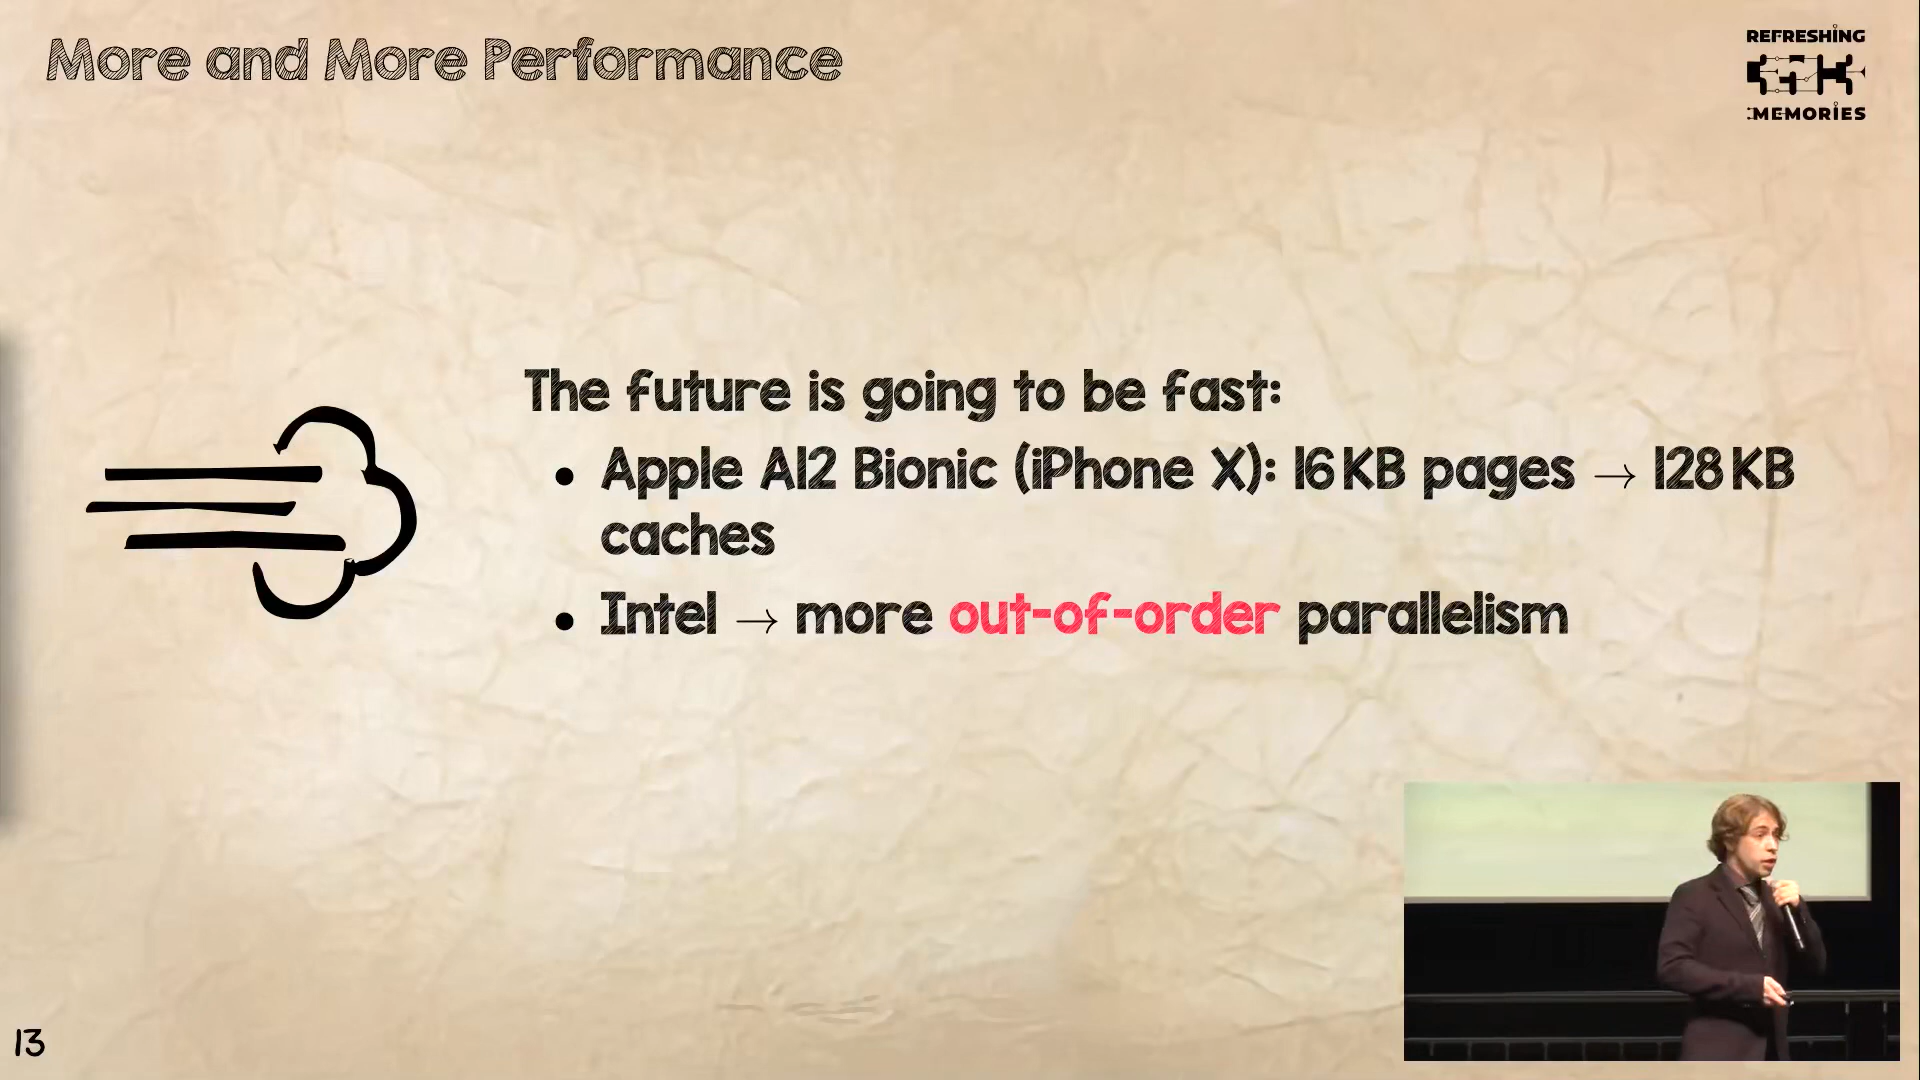 More and More Performance
REFRESHING
35C3
MEMORIES
The future is going to be fast:
• Apple A12 Bionic (iPhone X): 16 KB pages → 128 KB
caches
• Intel → more out-of-order parallelism
13